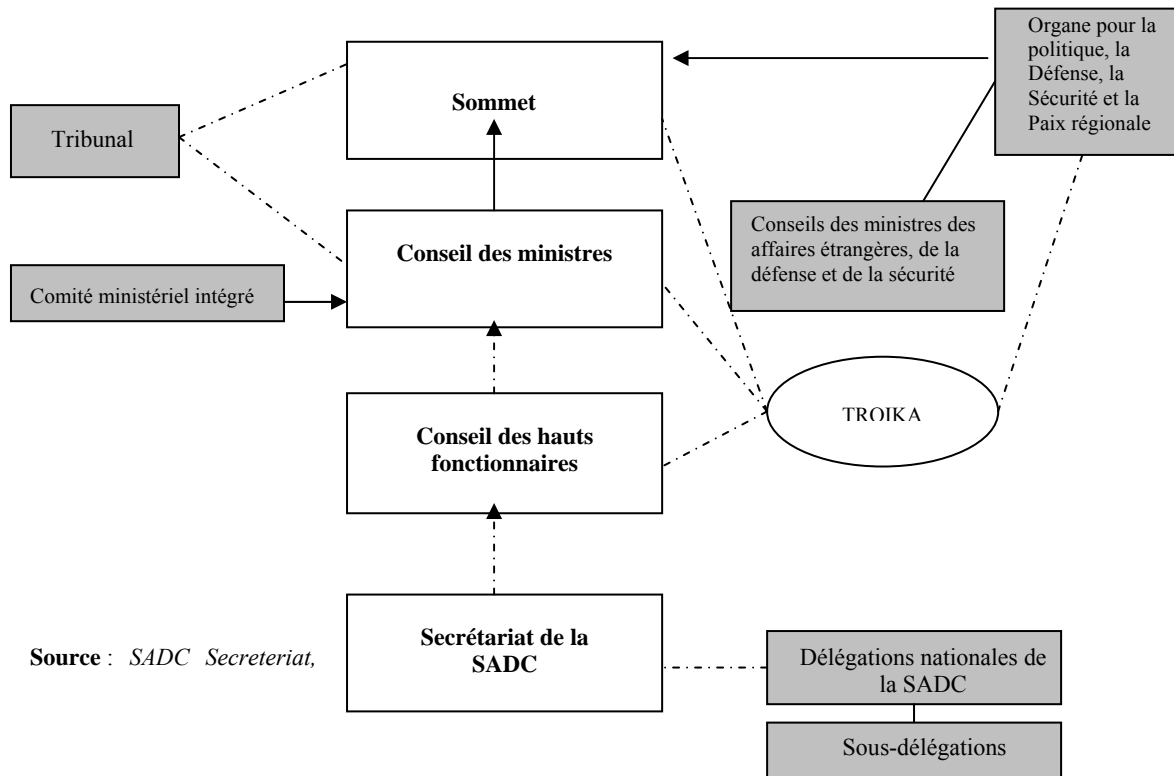 Organe pour la
politique, la
Défense, la
Sécurité et la
Paix régionale
Sommet
Tribunal
Conseil des ministres
Conseils des ministres des
affaires étrangères, de la
défense et de la sécurité
Comité ministériel intégré
TROIKA
Conseil des hauts
fonctionnaires
Secrétariat de la
SADC
Source : SADC Secreteriat,
Délégations nationales de
la SADC
Sous-délégations